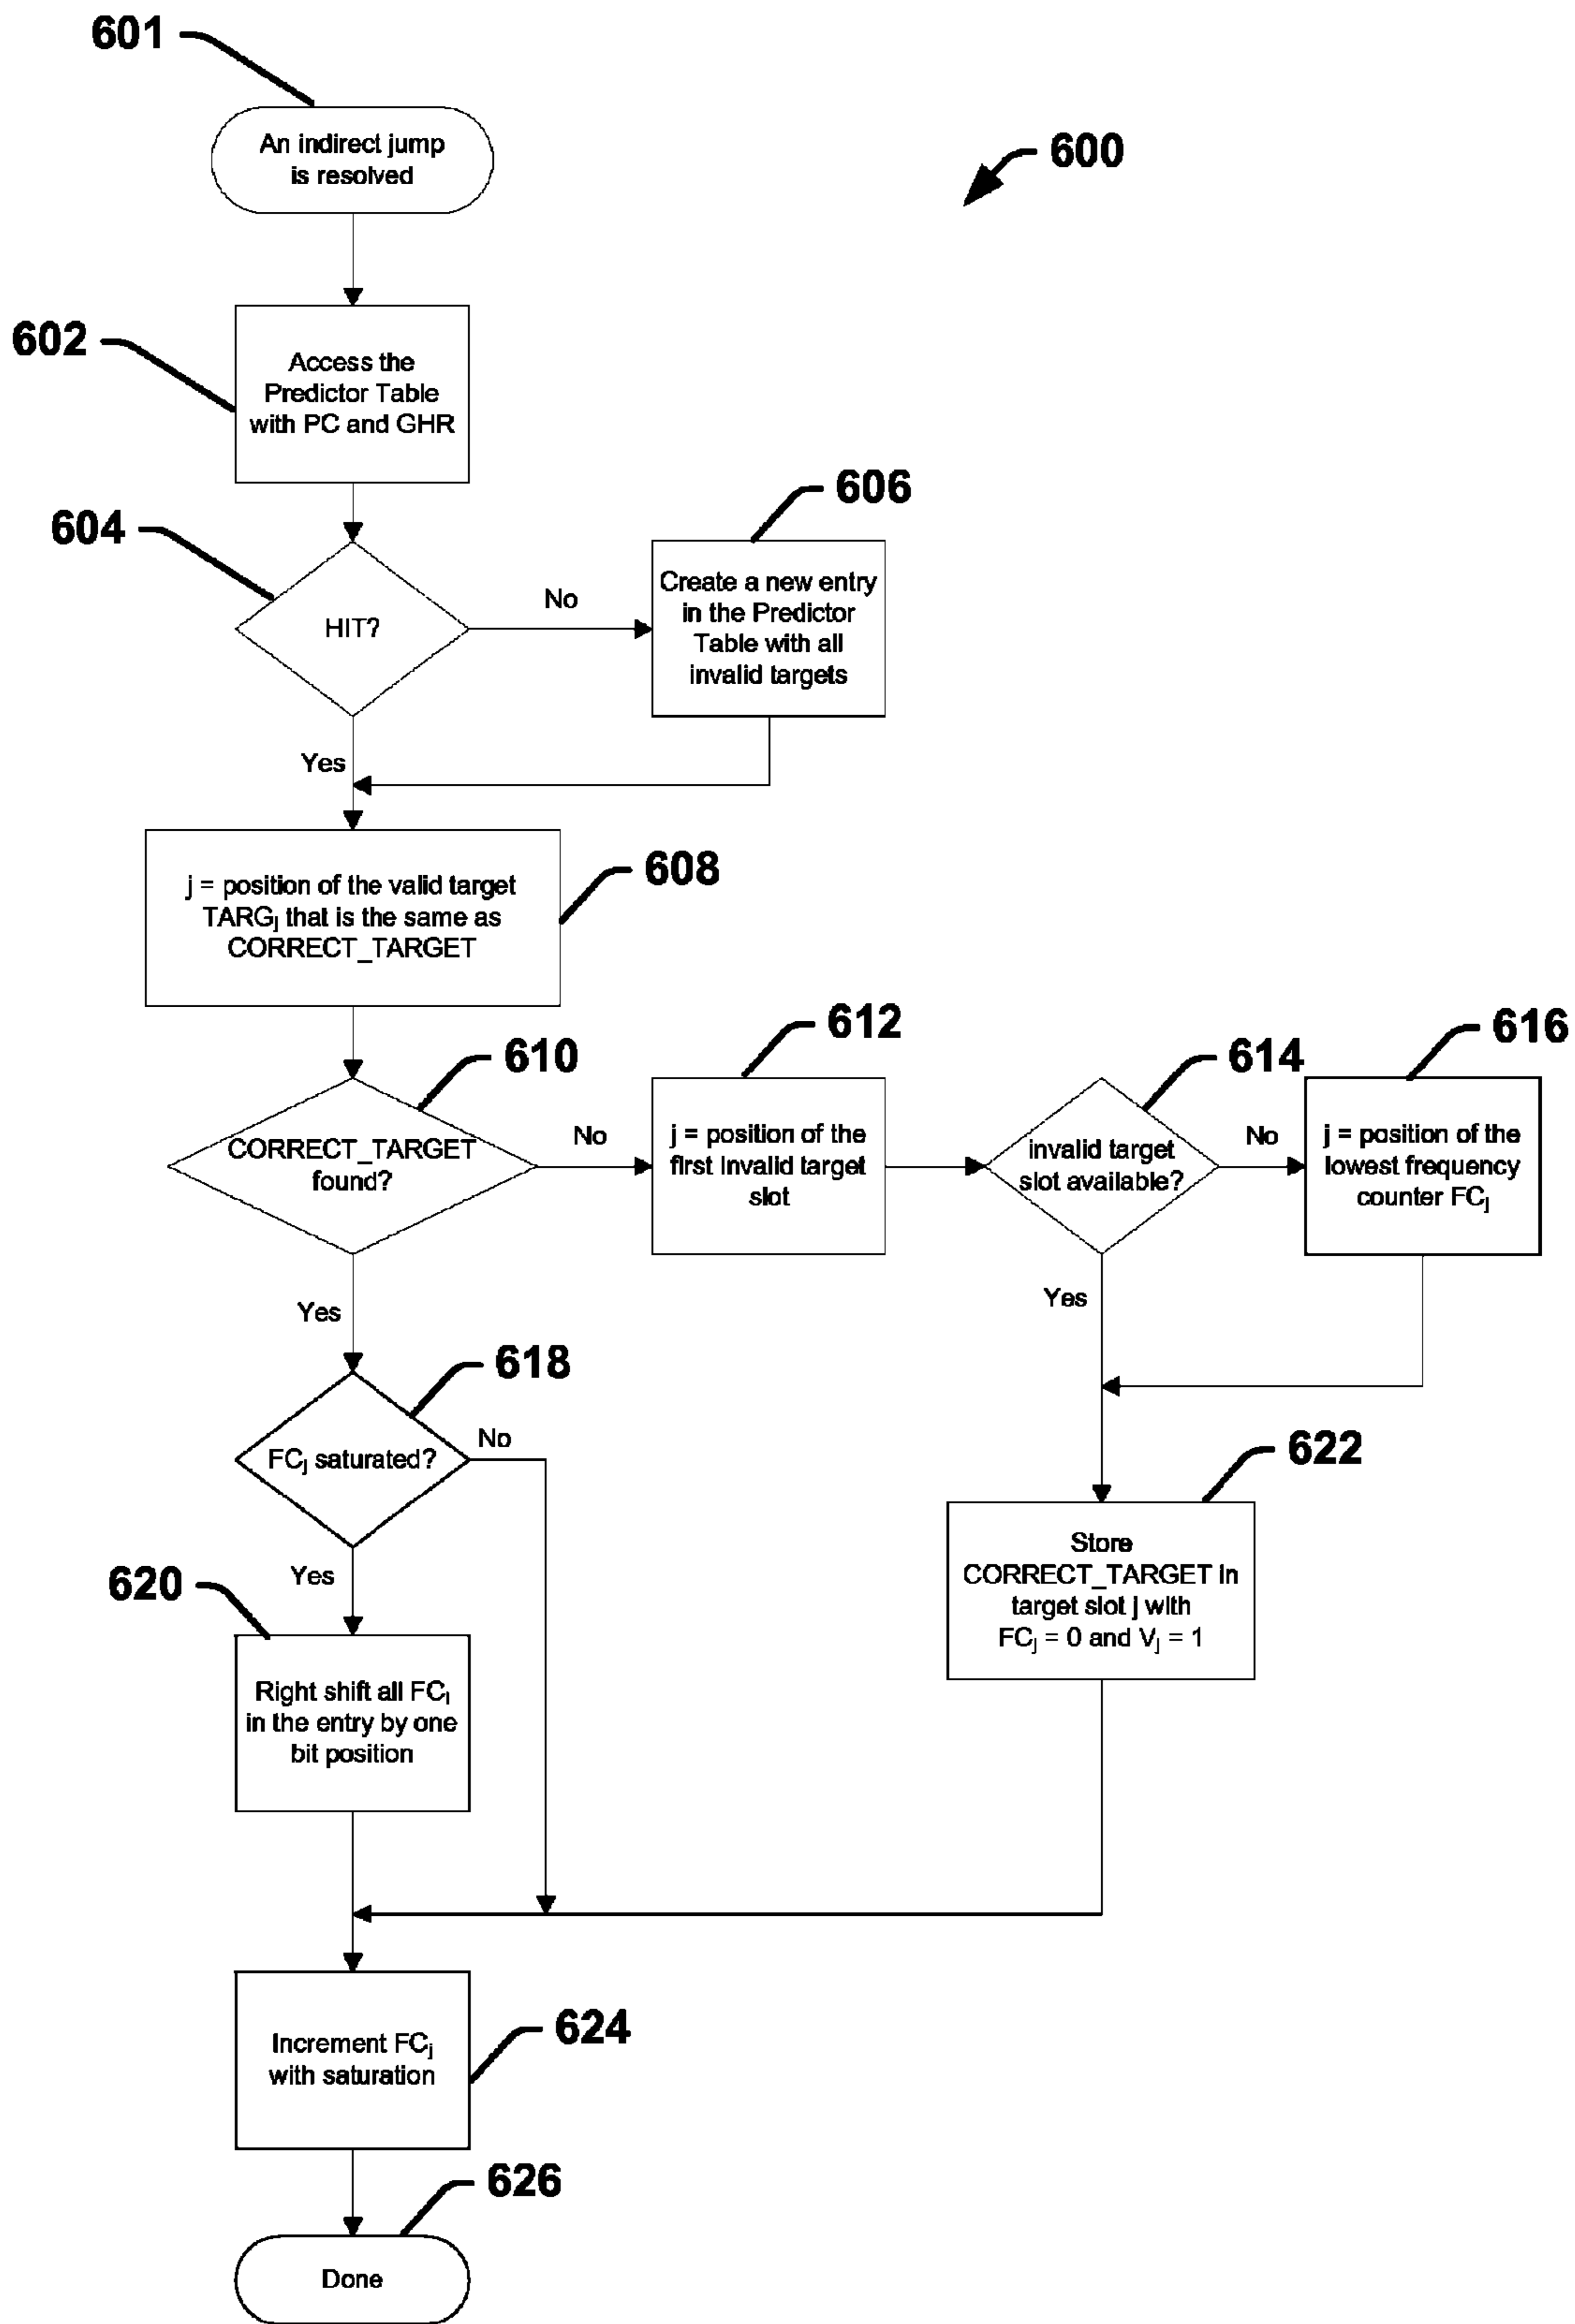 601
An indirect jump
is resolved
600
602
Access the
Predictor Table
with PC and GHR
604
HIT?
No
606
Create a new entry
in the Predictor
Table with all
invalid targets
Yes
608
j = position of the valid target
TARGj that is the same as
CORRECT_TARGET
610
CORRECT_TARGET
found?
No
612
j = position of the
first invalid target
slot
614
invalid target
slot available?
No
616
j = position of the
lowest frequency
counter FCj
Yes
Yes
618
FCj saturated?
No
622
Store
CORRECT_TARGET in
target slot j with
FCj = 0 and Vj = 1
Yes
620
Right shift all FCi
in the entry by one
bit position
624
Increment FCj
with saturation
626
Done